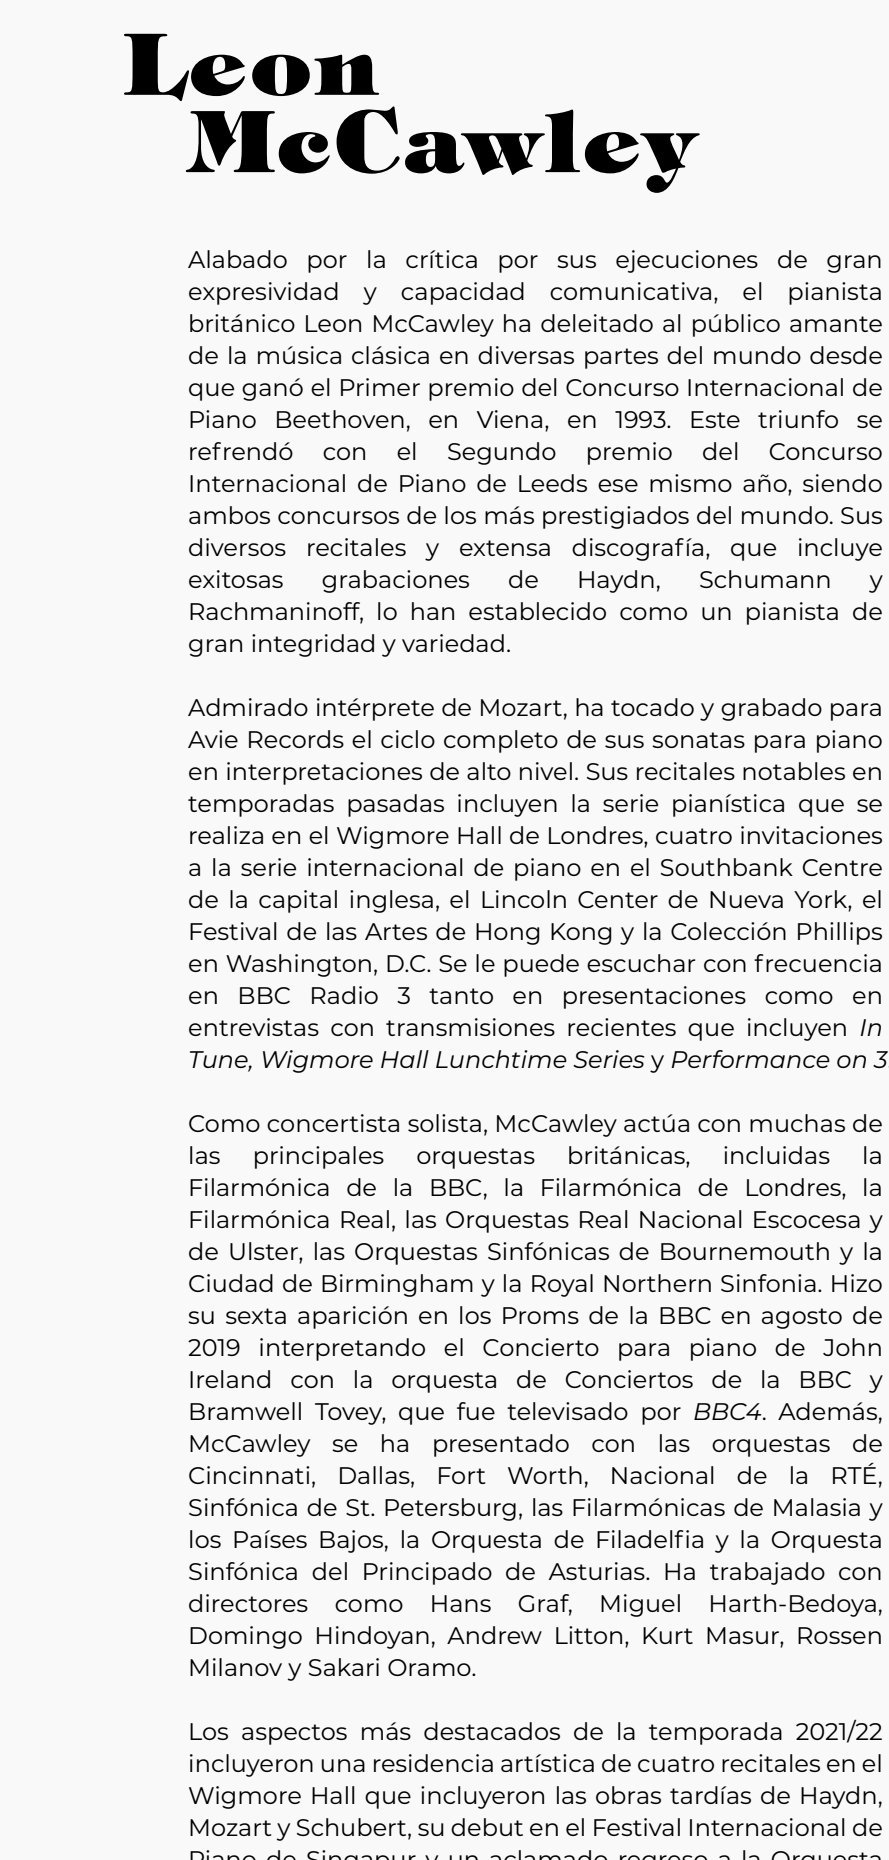 Leon
McCawley
Alabado por la crítica por sus ejecuciones de gran
expresividad y capacidad comunicativa, el pianista
británico Leon McCawley ha deleitado al público amante
de la música clásica en diversas partes del mundo desde
que ganó el Primer premio del Concurso Internacional de
Piano Beethoven, en Viena, en 1993. Este triunfo se
refrendó con el Segundo premio del Concurso
Internacional de Piano de Leeds ese mismo año, siendo
ambos concursos de los más prestigiados del mundo. Sus
diversos recitales y extensa discografía, que incluye
exitosas grabaciones de Haydn, Schumann y
Rachmaninoff, lo han establecido como un pianista de
gran integridad y variedad.
Admirado intérprete de Mozart, ha tocado y grabado para
Avie Records el ciclo completo de sus sonatas para piano
en interpretaciones de alto nivel. Sus recitales notables en
temporadas pasadas incluyen la serie pianística que se
realiza en el Wigmore Hall de Londres, cuatro invitaciones
a la serie internacional de piano en el Southbank Centre
de la capital inglesa, el Lincoln Center de Nueva York, el
Festival de las Artes de Hong Kong y la Colección Phillips
en Washington, D.C. Se le puede escuchar con frecuencia
en BBC Radio 3 tanto en presentaciones como en
entrevistas con transmisiones recientes que incluyen In
Tune, Wigmore Hall Lunchtime Series y Performance on 3.
Como concertista solista, McCawley actúa con muchas de
las principales orquestas británicas, incluidas la
Filarmónica de la BBC, la Filarmónica de Londres, la
Filarmónica Real, las Orquestas Real Nacional Escocesa y
de Ulster, las Orquestas Sinfónicas de Bournemouth y la
Ciudad de Birmingham y la Royal Northern Sinfonia. Hizo
su sexta aparición en los Proms de la BBC en agosto de
2019 interpretando el Concierto para piano de John
Ireland con la orquesta de Conciertos de la BBC y
Bramwell Tovey, que fue televisado por BBC4. Además,
McCawley se ha presentado con las orquestas de
Cincinnati, Dallas, Fort Worth, Nacional de la RTÉ,
Sinfónica de St. Petersburg, las Filarmónicas de Malasia y
los Países Bajos, la Orquesta de Filadelfia y la Orquesta
Sinfónica del Principado de Asturias. Ha trabajado con
directores como Hans Graf, Miguel Harth-Bedoya,
Domingo Hindoyan, Andrew Litton, Kurt Masur, Rossen
Milanov y Sakari Oramo.
Los aspectos más destacados de la temporada 2021/22
incluyeron una residencia artística de cuatro recitales en el
Wigmore Hall que incluyeron las obras tardías de Haydn,
Mozart y Schubert, su debut en el Festival Internacional de
Piano de Singapur y un aclamado regreso a la Orquesta